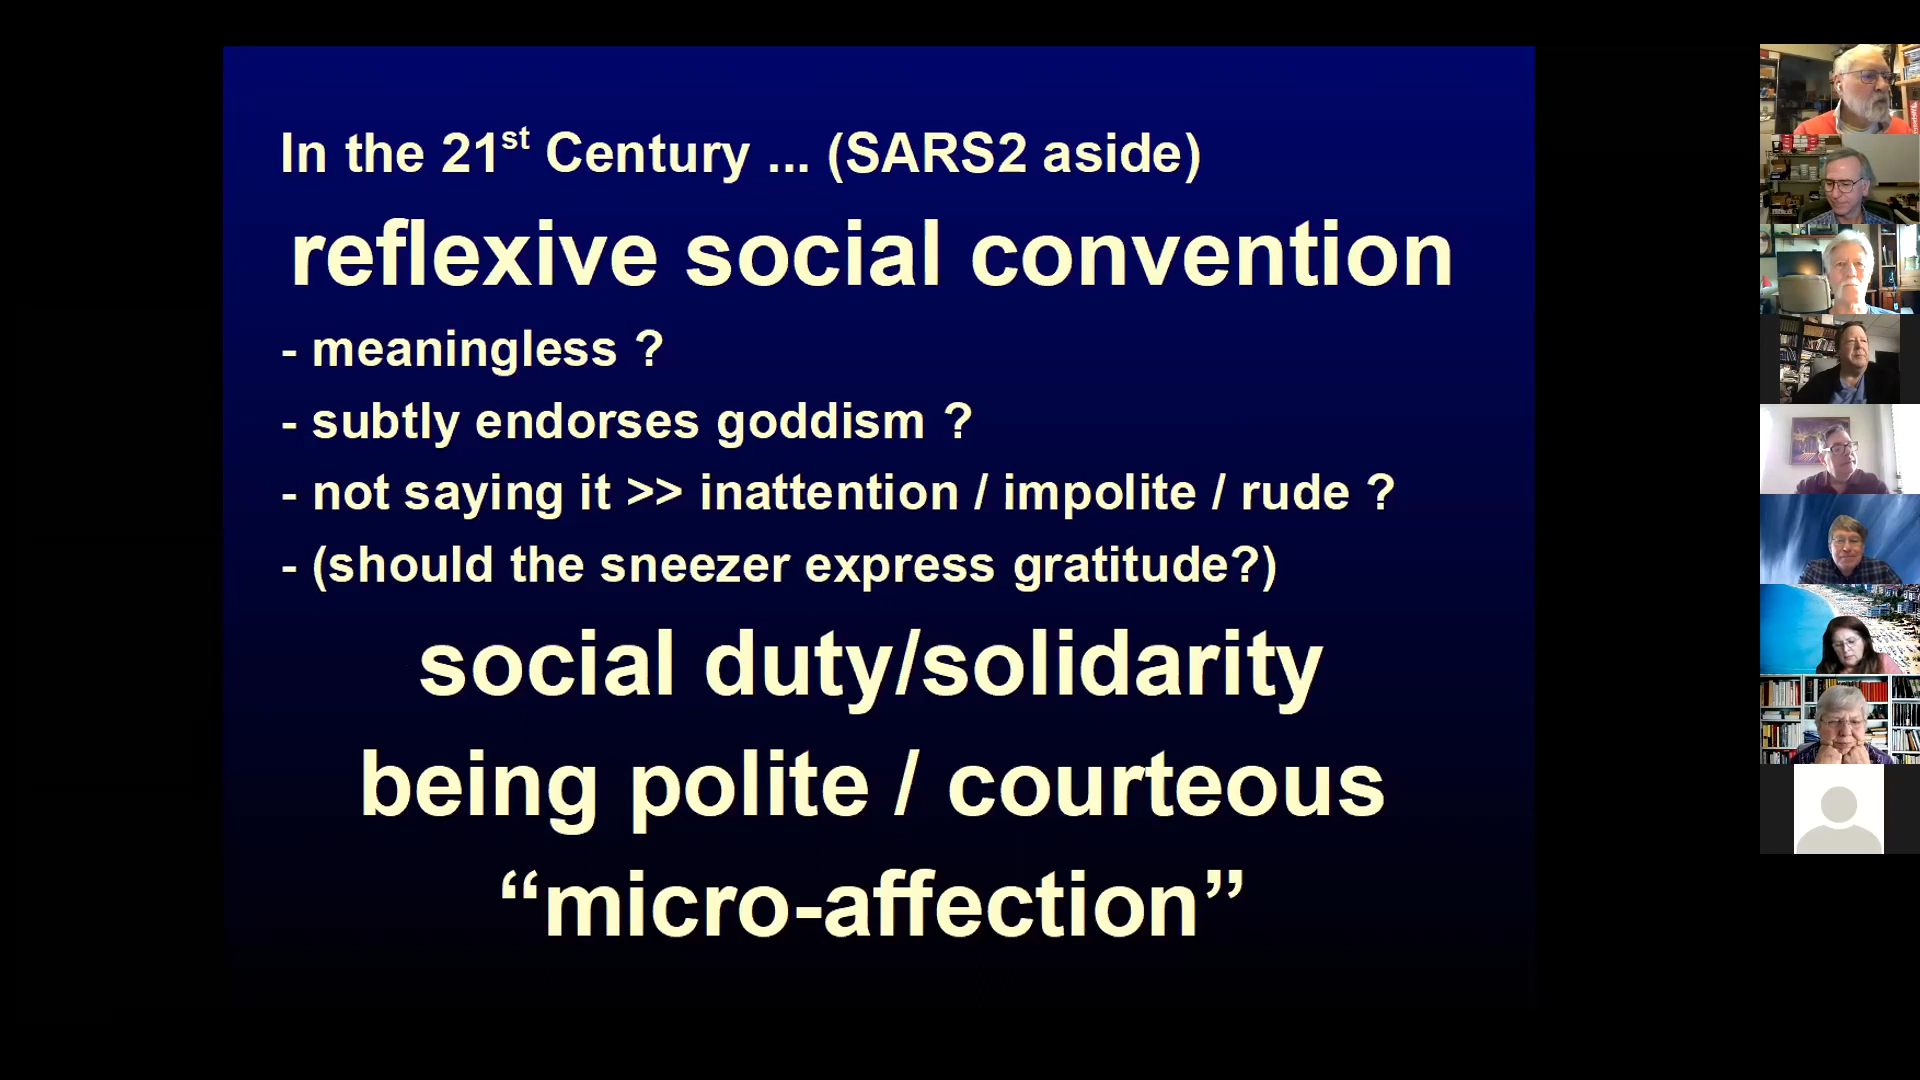 In the 21st Century ... (SARS2 aside)
reflexive social convention
- meaningless ?
- subtly endorses goddism ?
- not saying it >> inattention / impolite / rude ?
- (should the sneezer express gratitude?)
social duty/solidarity
being polite / courteous
“micro-affection”